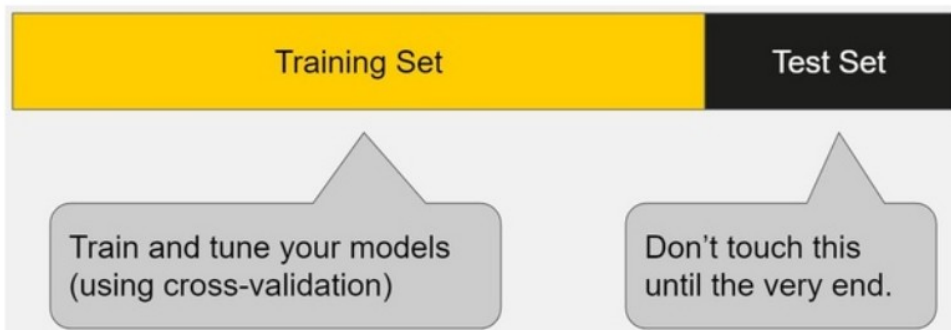 Training Set
Test Set
Train and tune your models
(using cross-validation)
Don't touch this
until the very end.